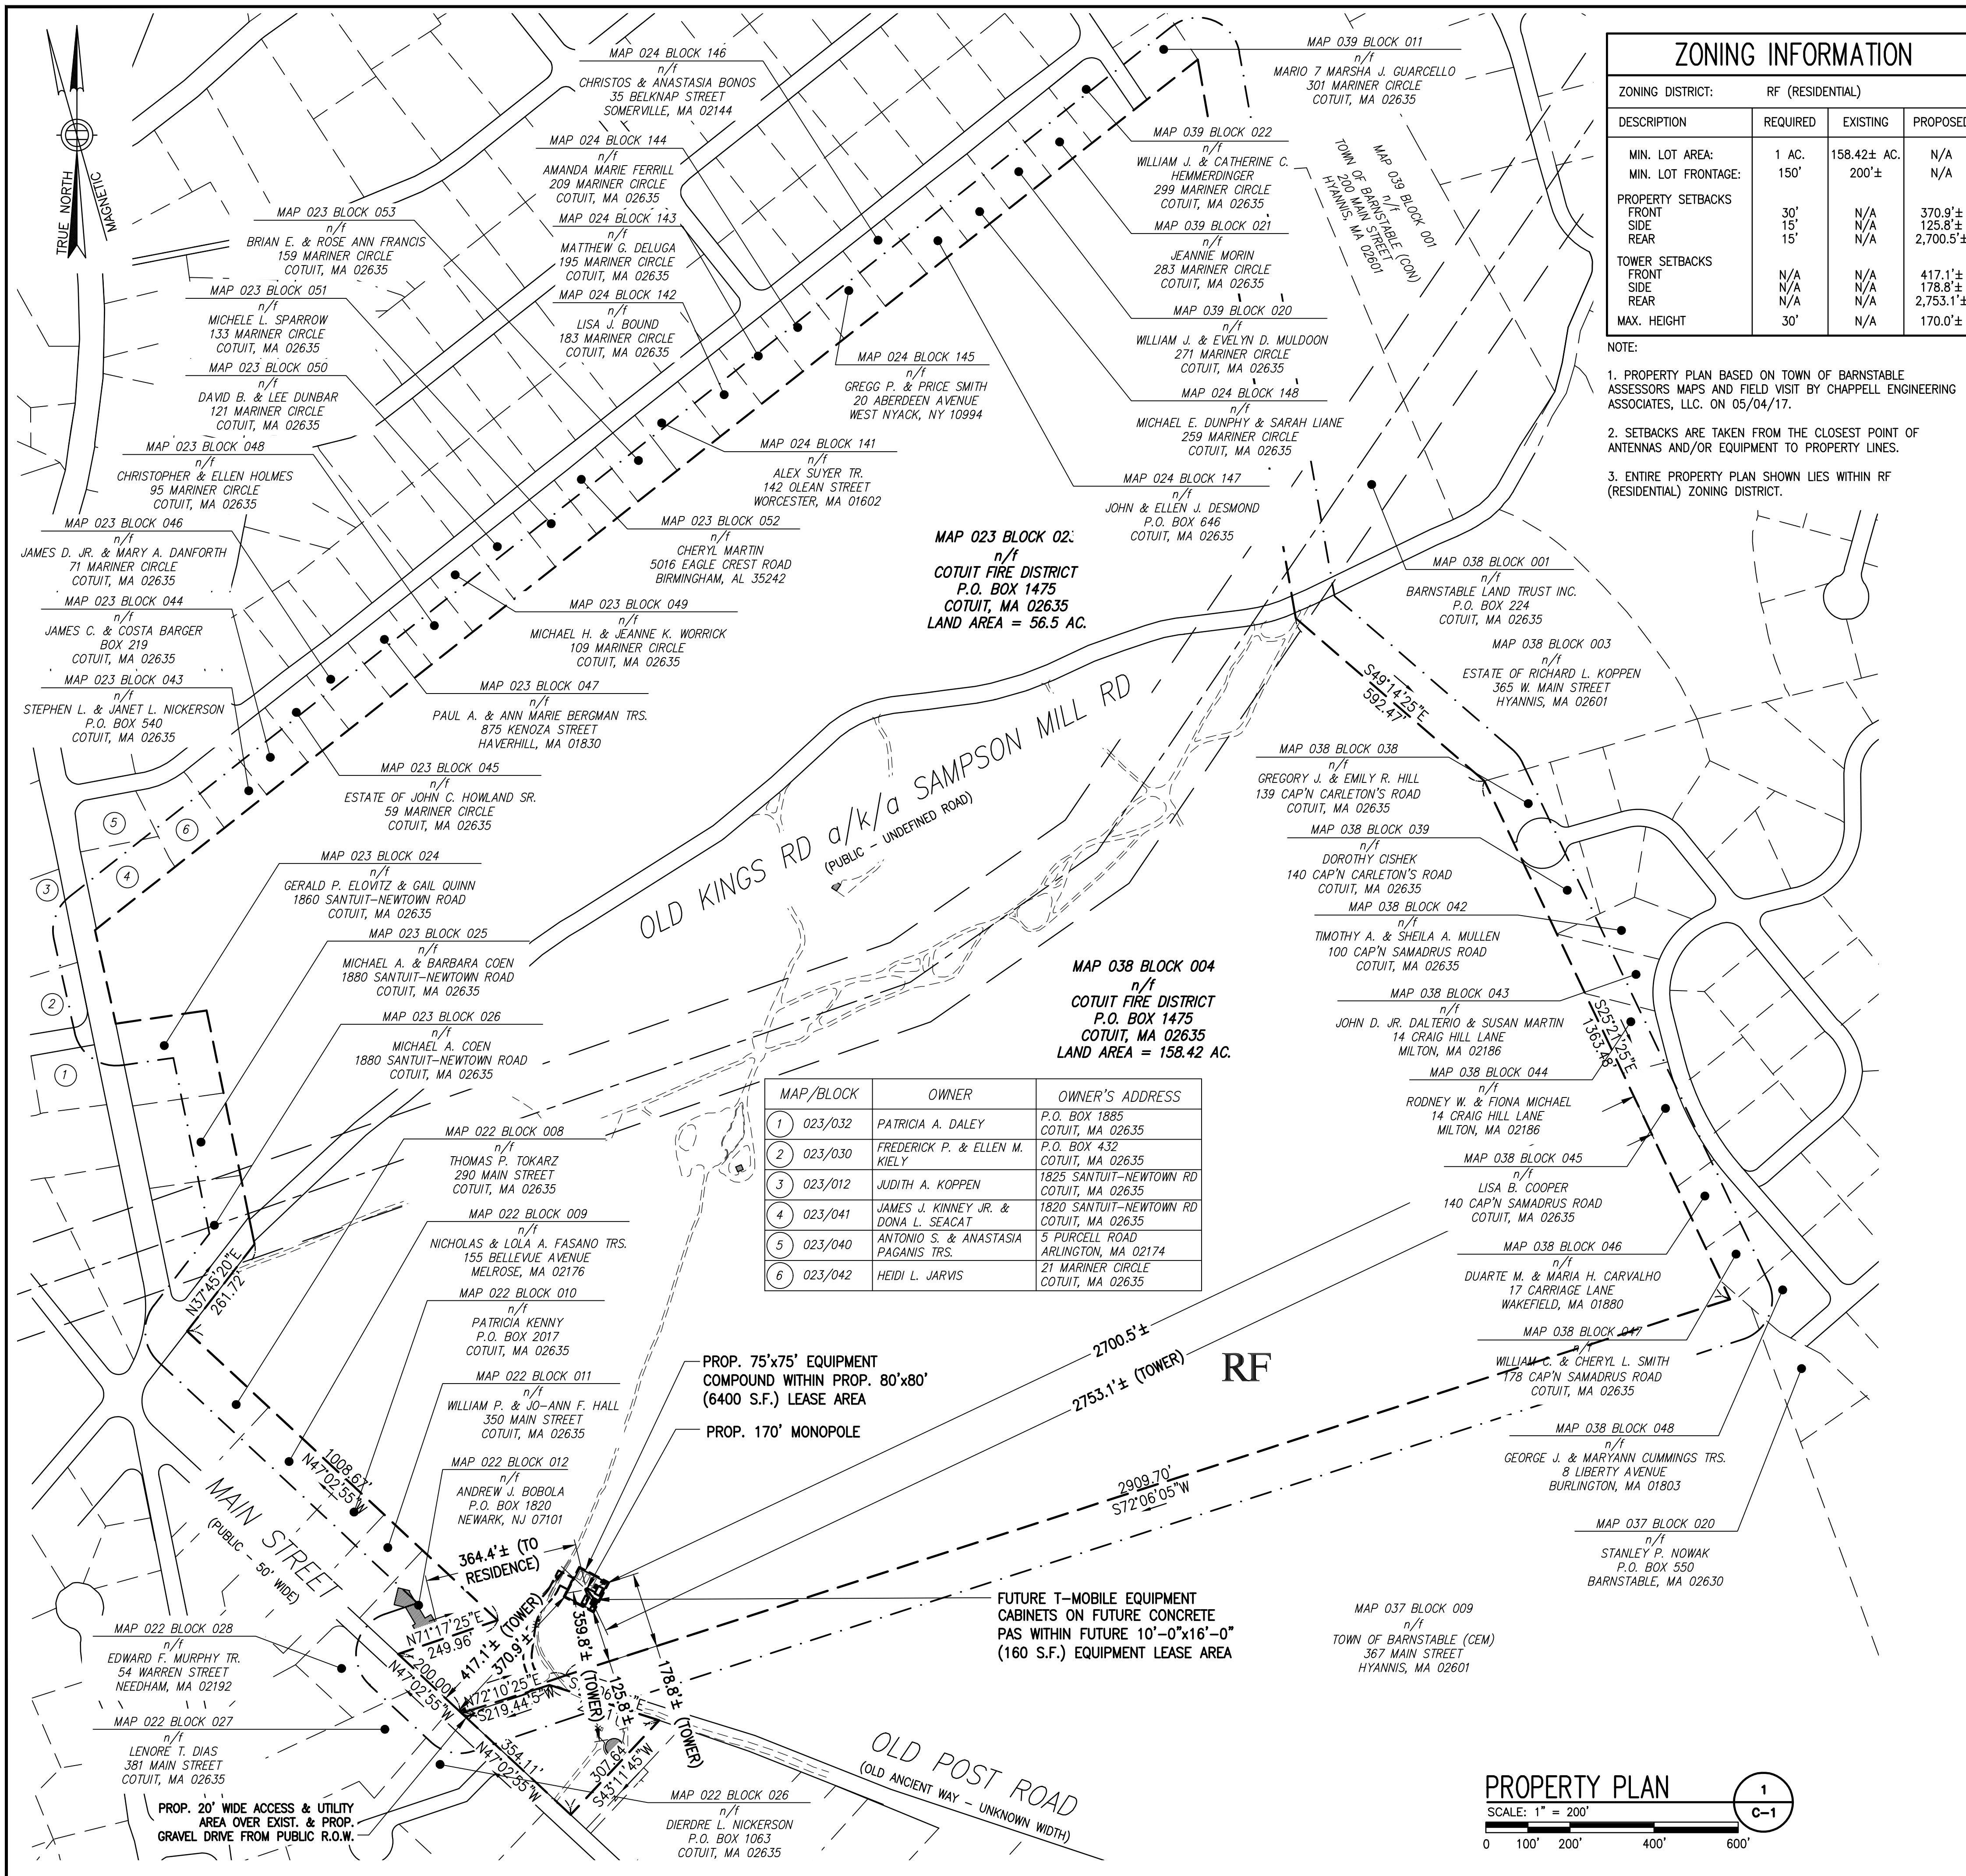 TRUE NORTH
MAGNETIC
MAP 024 BLOCK 146
n/f
CHRISTOS & ANASTASIA BONOS
35 BELKNAP STREET
SOMERVILLE, MA 02144
MAP 024 BLOCK 144
n/f
AMANDA MARIE FERRILL
209 MARINER CIRCLE
COTUIT, MA 02635
MAP 024 BLOCK 143
n/f
MATTHEW G. DELUGA
195 MARINER CIRCLE
COTUIT, MA 02635
MAP 024 BLOCK 142
n/f
LISA J. BOUND
183 MARINER CIRCLE
COTUIT, MA 02635
MAP 023 BLOCK 053
n/f
BRIAN E. & ROSE ANN FRANCIS
159 MARINER CIRCLE
COTUIT, MA 02635
MAP 023 BLOCK 051
n/f
MICHELE L. SPARROW
133 MARINER CIRCLE
COTUIT, MA 02635
MAP 023 BLOCK 050
n/f
DAVID B. & LEE DUNBAR
121 MARINER CIRCLE
COTUIT, MA 02635
MAP 023 BLOCK 048
n/f
CHRISTOPHER & ELLEN HOLMES
95 MARINER CIRCLE
COTUIT, MA 02635
MAP 023 BLOCK 046
n/f
JAMES D. JR. & MARY A. DANFORTH
71 MARINER CIRCLE
COTUIT, MA 02635
MAP 023 BLOCK 044
n/f
JAMES C. & COSTA BARGER
BOX 219
COTUIT, MA 02635
MAP 023 BLOCK 043
n/f
STEPHEN L. & JANET L. NICKERSON
P.O. BOX 540
COTUIT, MA 02635
MAP 039 BLOCK 011
n/f
MARIO 7 MARSHA J. GUARCELLO
301 MARINER CIRCLE
COTUIT, MA 02635
MAP 039 BLOCK 022
n/f
WILLIAM J. & CATHERINE C.
HEMMERDINGER
299 MARINER CIRCLE
COTUIT, MA 02635
MAP 039 BLOCK 021
n/f
JEANNIE MORIN
283 MARINER CIRCLE
COTUIT, MA 02635
MAP 039 BLOCK 020
n/f
WILLIAM J. & EVELYN D. MULDOON
271 MARINER CIRCLE
COTUIT, MA 02635
MAP 024 BLOCK 148
n/f
MICHAEL E. DUNPHY & SARAH LIANE
259 MARINER CIRCLE
COTUIT, MA 02635
MAP 024 BLOCK 147
n/f
JOHN & ELLEN J. DESMOND
P.O. BOX 646
COTUIT, MA 02635
MAP 039 BLOCK 001
n/f
TOWN OF BARNSTABLE (CON)
200 MAIN STREET
HYANNIS, MA 02601
MAP 024 BLOCK 145
n/f
GREGG P. & PRICE SMITH
20 ABERDEEN AVENUE
WEST NYACK, NY 10994
MAP 024 BLOCK 141
n/f
ALEX SUYER TR.
142 OLEAN STREET
WORCESTER, MA 01602
MAP 023 BLOCK 052
n/f
CHERYL MARTIN
5016 EAGLE CREST ROAD
BIRMINGHAM, AL 35242
MAP 023 BLOCK 049
n/f
MICHAEL H. & JEANNE K. WORRICK
109 MARINER CIRCLE
COTUIT, MA 02635
MAP 023 BLOCK 047
n/f
PAUL A. & ANN MARIE BERGMAN TRS.
875 KENOZA STREET
HAVERHILL, MA 01830
MAP 023 BLOCK 045
n/f
ESTATE OF JOHN C. HOWLAND SR.
59 MARINER CIRCLE
COTUIT, MA 02635
ZONING INFORMATION
ZONING DISTRICT: RF (RESIDENTIAL)
DESCRIPTION REQUIRED EXISTING PROPOSED
MIN. LOT AREA: 1 AC. 158.42± AC. N/A
MIN. LOT FRONTAGE: 150' 200'± N/A
PROPERTY SETBACKS
FRONT 30' N/A 370.9'±
SIDE 15' N/A 125.8'±
REAR 15' N/A 2,700.5'±
TOWER SETBACKS
FRONT N/A N/A 417.1'±
SIDE N/A N/A 178.8'±
REAR N/A N/A 2,753.1'±
MAX. HEIGHT 30' N/A 170.0'±
NOTE:
1. PROPERTY PLAN BASED ON TOWN OF BARNSTABLE
ASSESSORS MAPS AND FIELD VISIT BY CHAPPELL ENGINEERING
ASSOCIATES, LLC. ON 05/04/17.
2. SETBACKS ARE TAKEN FROM THE CLOSEST POINT OF
ANTENNAS AND/OR EQUIPMENT TO PROPERTY LINES.
3. ENTIRE PROPERTY PLAN SHOWN LIES WITHIN RF
(RESIDENTIAL) ZONING DISTRICT.
MAP 023 BLOCK
n/f
COTUIT FIRE DISTRICT
P.O. BOX 1475
COTUIT, MA 02635
LAND AREA = 56.5 AC.
MAP 038 BLOCK 001
n/f
BARNSTABLE LAND TRUST INC.
P.O. BOX 224
COTUIT, MA 02635
MAP 038 BLOCK 003
n/f
ESTATE OF RICHARD L. KOPPEN
365 W. MAIN STREET
HYANNIS, MA 02601
S49°14'25"E
592.47'
OLD KINGS RD a/k/a SAMPSON MILL RD
(PUBLIC - UNDEFINED ROAD)
5
6
4
3
2
1
MAP 023 BLOCK 024
n/f
GERALD P. ELOVITZ & GAIL QUINN
1860 SANTUIT-NEWTOWN ROAD
COTUIT, MA 02635
MAP 023 BLOCK 025
n/f
MICHAEL A. & BARBARA COEN
1880 SANTUIT-NEWTOWN ROAD
COTUIT, MA 02635
MAP 023 BLOCK 026
n/f
MICHAEL A. COEN
1880 SANTUIT-NEWTOWN ROAD
COTUIT, MA 02635
MAP 022 BLOCK 008
n/f
THOMAS P. TOKARZ
290 MAIN STREET
COTUIT, MA 02635
MAP 022 BLOCK 009
n/f
NICHOLAS & LOLA A. FASANO TRS.
155 BELLEVUE AVENUE
MELROSE, MA 02176
MAP 022 BLOCK 010
n/f
PATRICIA KENNY
P.O. BOX 2017
COTUIT, MA 02635
MAP 022 BLOCK 011
n/f
WILLIAM P. & JO-ANN F. HALL
350 MAIN STREET
COTUIT, MA 02635
MAP 022 BLOCK 012
n/f
ANDREW J. BOBOLA
P.O. BOX 1820
NEWARK, NJ 07101
MAP 038 BLOCK 004
n/f
COTUIT FIRE DISTRICT
P.O. BOX 1475
COTUIT, MA 02635
LAND AREA = 158.42 AC.
MAP/BLOCK OWNER OWNER'S ADDRESS
1 023/032 PATRICIA A. DALEY P.O. BOX 1885
COTUIT, MA 02635
2 023/030 FREDERICK P. & ELLEN M. KIELY P.O. BOX 432
COTUIT, MA 02635
3 023/012 JUDITH A. KOPPEN 1825 SANTUIT-NEWTOWN RD
COTUIT, MA 02635
4 023/041 JAMES J. KINNEY JR. & DONA L. SEACAT 1820 SANTUIT-NEWTOWN RD
COTUIT, MA 02635
5 023/040 ANTONIO S. & ANASTASIA PAGANIS TRS. 5 PURCELL ROAD
ARLINGTON, MA 02174
6 023/042 HEIDI L. JARVIS 21 MARINER CIRCLE
COTUIT, MA 02635
MAP 038 BLOCK 038
n/f
GREGORY J. & EMILY R. HILL
139 CAP'N CARLETON'S ROAD
COTUIT, MA 02635
MAP 038 BLOCK 039
n/f
DOROTHY CISHEK
140 CAP'N CARLETON'S ROAD
COTUIT, MA 02635
MAP 038 BLOCK 042
n/f
TIMOTHY A. & SHEILA A. MULLEN
100 CAP'N SAMADRUS ROAD
COTUIT, MA 02635
MAP 038 BLOCK 043
n/f
JOHN D. JR. DALTERIO & SUSAN MARTIN
14 CRAIG HILL LANE
MILTON, MA 02186
MAP 038 BLOCK 044
n/f
RODNEY W. & FIONA MICHAEL
14 CRAIG HILL LANE
MILTON, MA 02186
MAP 038 BLOCK 045
n/f
LISA B. COOPER
140 CAP'N SAMADRUS ROAD
COTUIT, MA 02635
MAP 038 BLOCK 046
n/f
DUARTE M. & MARIA H. CARVALHO
17 CARRIAGE LANE
WAKEFIELD, MA 01880
MAP 038 BLOCK 047
n/f
WILLIAM C. & CHERYL L. SMITH
178 CAP'N SAMADRUS ROAD
COTUIT, MA 02635
MAP 038 BLOCK 048
n/f
GEORGE J. & MARYANN CUMMINGS TRS.
8 LIBERTY AVENUE
BURLINGTON, MA 01803
MAP 037 BLOCK 020
n/f
STANLEY P. NOWAK
P.O. BOX 550
BARNSTABLE, MA 02630
MAP 037 BLOCK 009
n/f
TOWN OF BARNSTABLE (CEM)
367 MAIN STREET
HYANNIS, MA 02601
S25°21'25"E
1363.48'
N37°45'20"E
261.72'
1008.67'
N47°02'55"W
MAIN STREET
(PUBLIC - 50' WIDE)
PROP. 75'x75' EQUIPMENT
COMPOUND WITHIN PROP. 80'x80'
(6400 S.F.) LEASE AREA
PROP. 170' MONOPOLE
2700.5'±
2753.1'± (TOWER)
RF
2909.70'
S72°06'05"W
364.4'± (TO
RESIDENCE)
FUTURE T-MOBILE EQUIPMENT
CABINETS ON FUTURE CONCRETE
PAS WITHIN FUTURE 10'-0"x16'-0"
(160 S.F.) EQUIPMENT LEASE AREA
N71°17'25"E
249.96'
200.00'
N47°02'55"W
417.1'± (TOWER)
370.9'±
359.8'± (TOWER)
125.8'±
178.8'± (TOWER)
N72°10'25"E
S219.44.5"W
354.11'
N47°02'55"W
307.64
S43°11'45"W
OLD POST ROAD
(OLD ANCIENT WAY - UNKNOWN WIDTH)
MAP 022 BLOCK 028
n/f
EDWARD F. MURPHY TR.
54 WARREN STREET
NEEDHAM, MA 02192
MAP 022 BLOCK 027
n/f
LENORE T. DIAS
381 MAIN STREET
COTUIT, MA 02635
PROP. 20' WIDE ACCESS & UTILITY
AREA OVER EXIST. & PROP.
GRAVEL DRIVE FROM PUBLIC R.O.W.
MAP 022 BLOCK 026
n/f
DIERDRE L. NICKERSON
P.O. BOX 1063
COTUIT, MA 02635
PROPERTY PLAN
SCALE: 1" = 200'
0 100' 200' 400' 600'
1
C-1